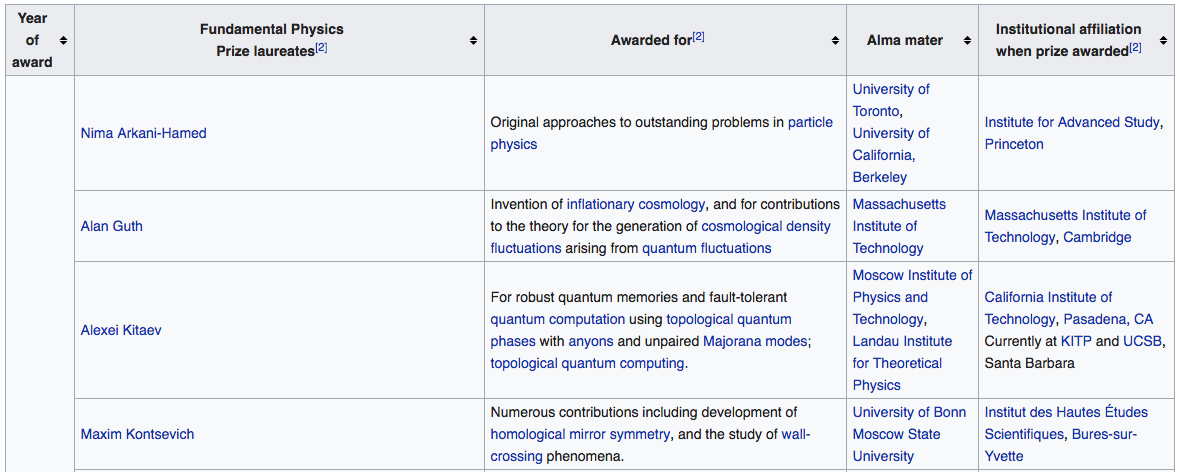 Year
of
award
Fundamental Physics
Prize laureates[2]
Awarded for[2]
Alma mater
Institutional affiliation
when prize awarded[2]
Nima Arkani-Hamed
Original approaches to outstanding problems in particle
physics
University of
Toronto,
University of
California,
Berkeley
Institute for Advanced Study,
Princeton
Alan Guth
Invention of inflationary cosmology, and for contributions
to the theory for the generation of cosmological density
fluctuations arising from quantum fluctuations
Massachusetts
Institute of
Technology
Massachusetts Institute of
Technology, Cambridge
Alexei Kitaev
For robust quantum memories and fault-tolerant
quantum computation using topological quantum
phases with anyons and unpaired Majorana modes;
topological quantum computing.
Moscow Institute of
Physics and
Technology,
Landau Institute
for Theoretical
Physics
California Institute of
Technology, Pasadena, CA
Currently at KITP and UCSB,
Santa Barbara
Maxim Kontsevich
Numerous contributions including development of
homological mirror symmetry, and the study of wall-
crossing phenomena.
University of Bonn
Moscow State
University
Institut des Hautes Études
Scientifiques, Bures-sur-
Yvette